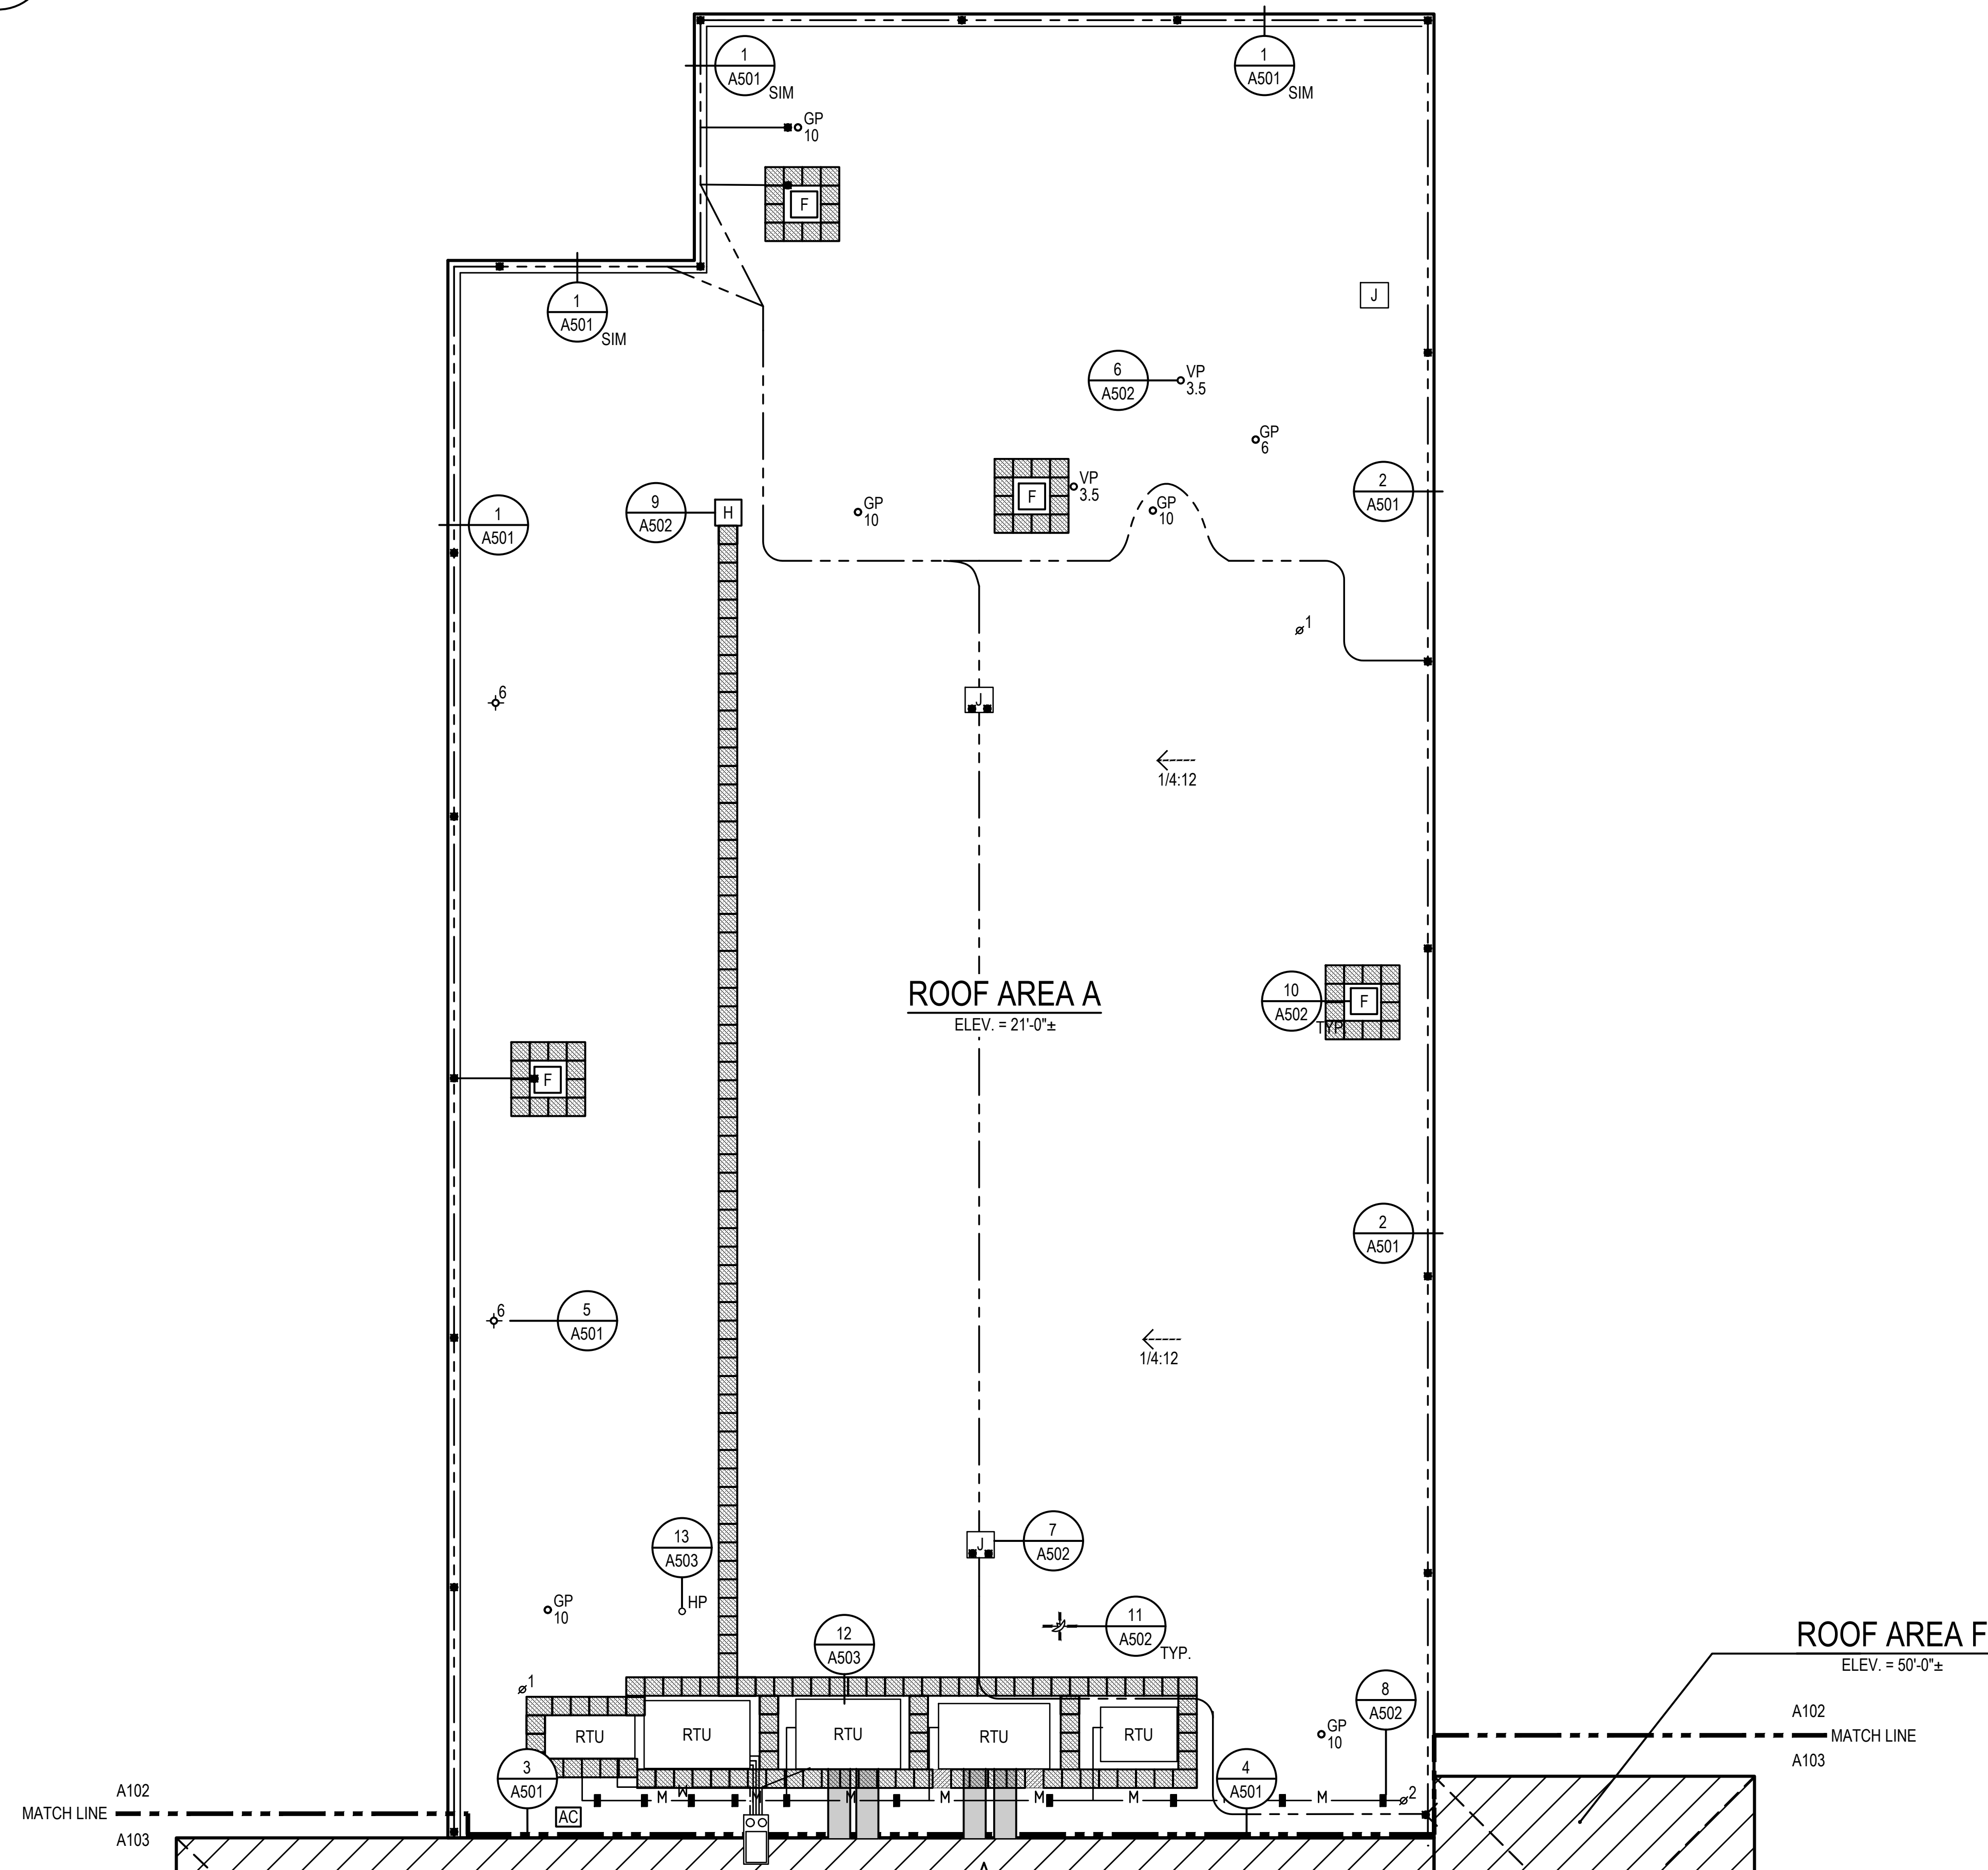 1
A501
SIM
1
A501
SIM
GP
10
F
1
A501
SIM
J
6
A502
VP
3.5
GP
6
VP
3.5
F
2
A501
9
A502
H
GP
10
GP
10
1
A501
1
6
J
1/4:12
ROOF AREA A
ELEV. = 21'-0"±
10
A502
TYP.
F
F
2
A501
6
5
A501
1/4:12
13
A503
HP
J
7
A502
GP
10
12
A503
11
A502
TYP.
ROOF AREA F
ELEV. = 50'-0"±
1
8
A502
RTU
RTU
RTU
RTU
RTU
GP
10
A102
MATCH LINE
A103
3
A501
4
A501
A102
MATCH LINE
A103
AC
M
M
M
M
M
M
M
2